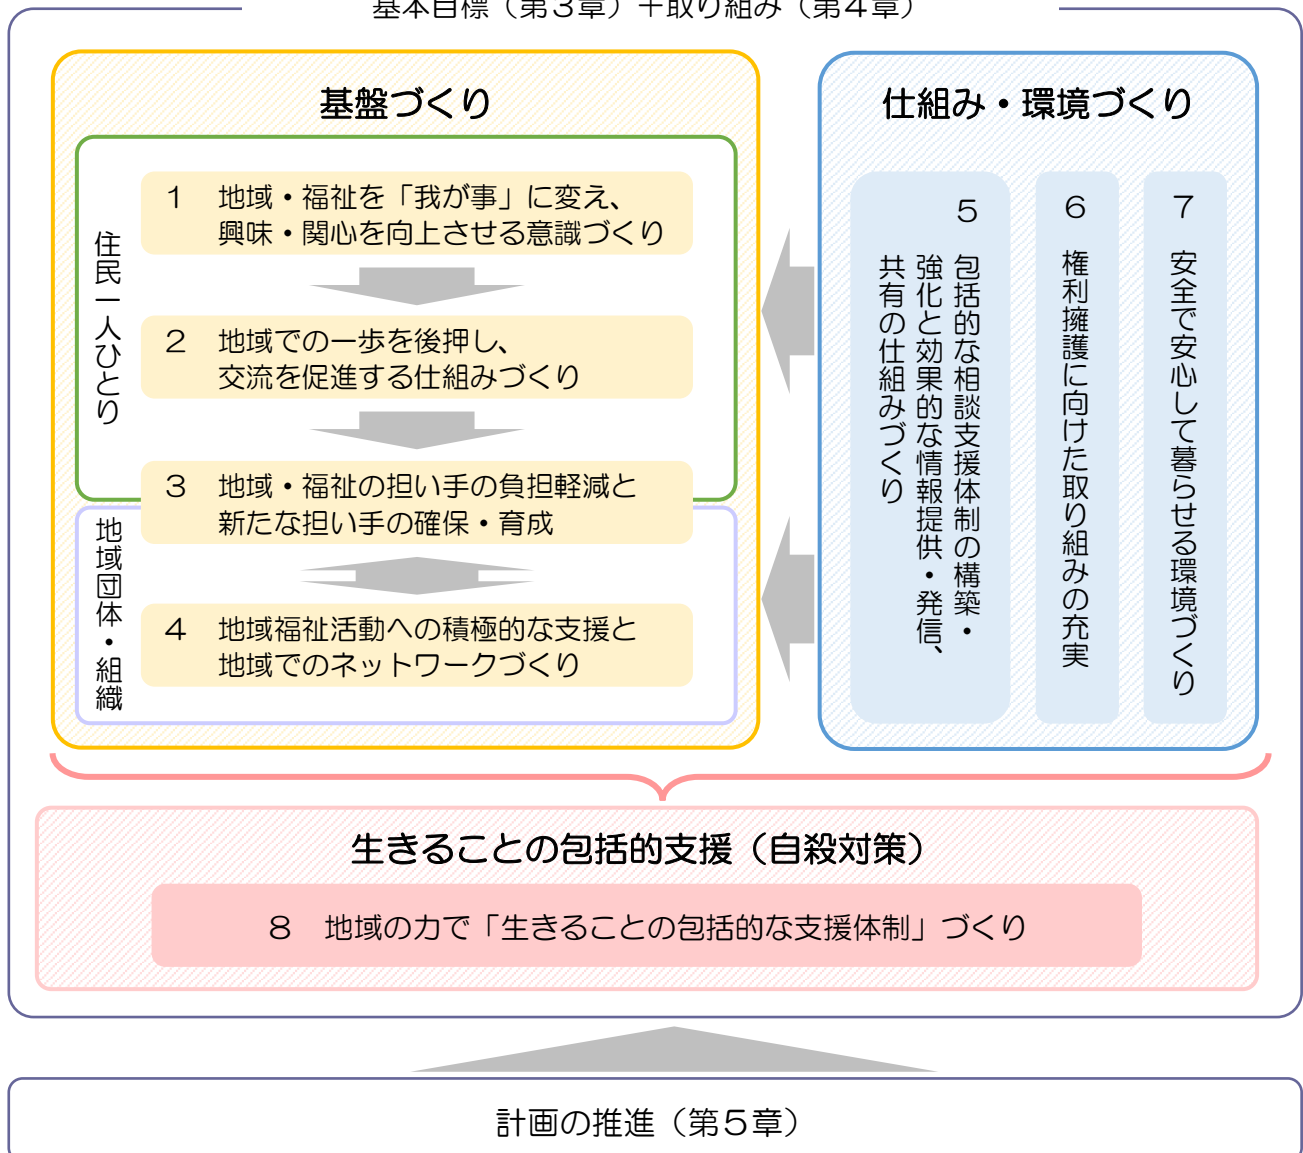 基本目標（第３章）＋取り組み（第４章）
基盤づくり
住民一人ひとり
１　地域・福祉を「我が事」に変え、
興味・関心を向上させる意識づくり
２　地域での一歩を後押し、
交流を促進する仕組みづくり
３　地域・福祉の担い手の負担軽減と
新たな担い手の確保・育成
地域団体・組織
４　地域福祉活動への積極的な支援と
地域でのネットワークづくり
仕組み・環境づくり
５　包括的な相談支援体制の構築・
強化と効果的な情報提供・発信、
共有の仕組みづくり
６　権利擁護に向けた取り組みの充実
７　安全で安心して暮らせる環境づくり
生きることの包括的支援（自殺対策）
８　地域の力で「生きることの包括的な支援体制」づくり
計画の推進（第５章）